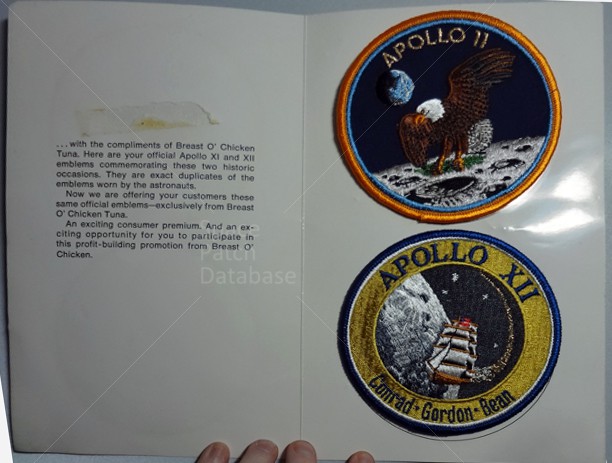 ... with the compliments of Breast O' Chicken
Tuna. Here are your official Apollo XI and XII
emblems commemorating these two historic
occasions. They are exact duplicates of the
emblems worn by the astronauts.
Now we are offering your customers these
same official emblems—exclusively from Breast
O' Chicken Tuna.
An exciting consumer premium. And an ex-
citing opportunity for you to participate in
this profit-building promotion from Breast O'
Chicken.
Patch
Database
APOLLO 11
APOLLO XII
Conrad · Gordon · Bean